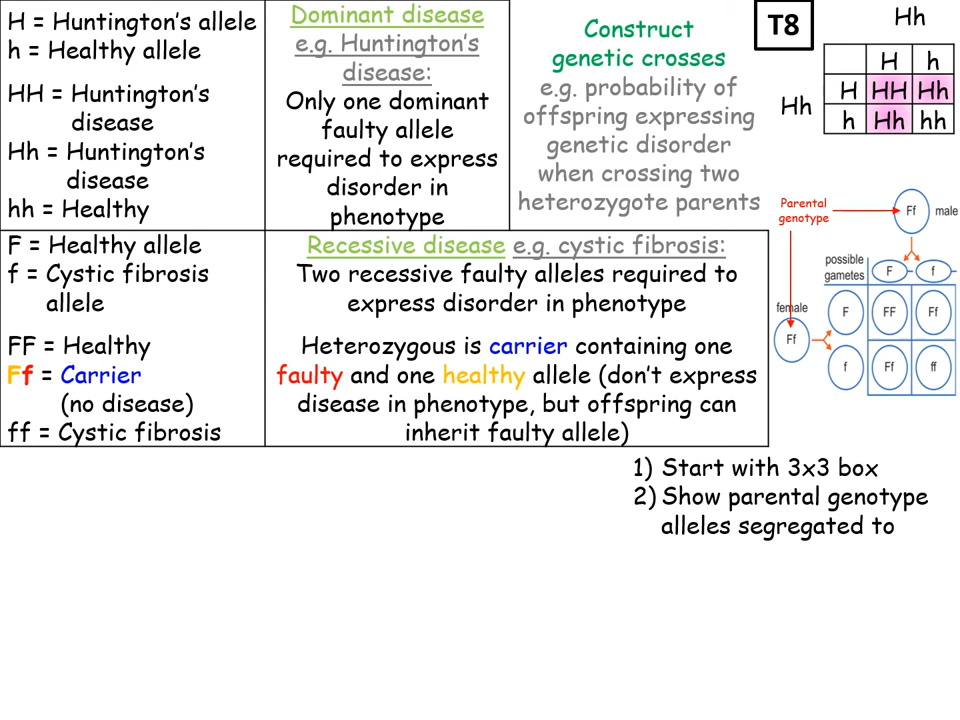 H = Huntington's allele
h = Healthy allele
HH = Huntington's
disease
Hh = Huntington's
disease
hh = Healthy
Dominant disease
e.g. Huntington's
disease:
Only one dominant
faulty allele
required to express
disorder in
phenotype
Construct
genetic crosses
e.g. probability of
offspring expressing
genetic disorder
when crossing two
heterozygote parents
T8
Hh
H h
Hh
H HH Hh
h Hh hh
F = Healthy allele
f = Cystic fibrosis
allele
FF = Healthy
Ff = Carrier
(no disease)
ff = Cystic fibrosis
Recessive disease e.g. cystic fibrosis:
Two recessive faulty alleles required to
express disorder in phenotype
Heterozygous is carrier containing one
faulty and one healthy allele (don't express
disease in phenotype, but offspring can
inherit faulty allele)
Parental
genotype
Ff male
possible
gametes
F f
female
Ff
F FF Ff
f Ff ff
1) Start with 3x3 box
2) Show parental genotype
alleles segregated to